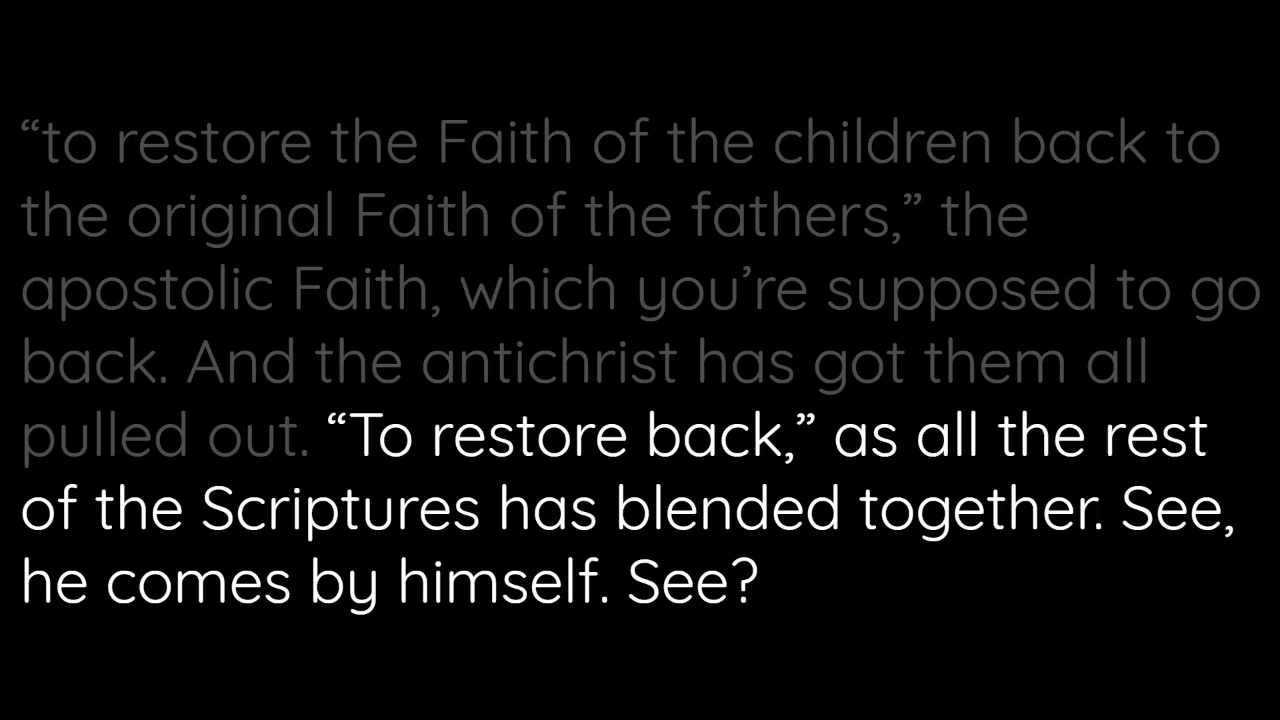 “to restore the Faith of the children back to
the original Faith of the fathers,” the
apostolic Faith, which you’re supposed to go
back. And the antichrist has got them all
pulled out. “To restore back,” as all the rest
of the Scriptures has blended together. See,
he comes by himself. See?